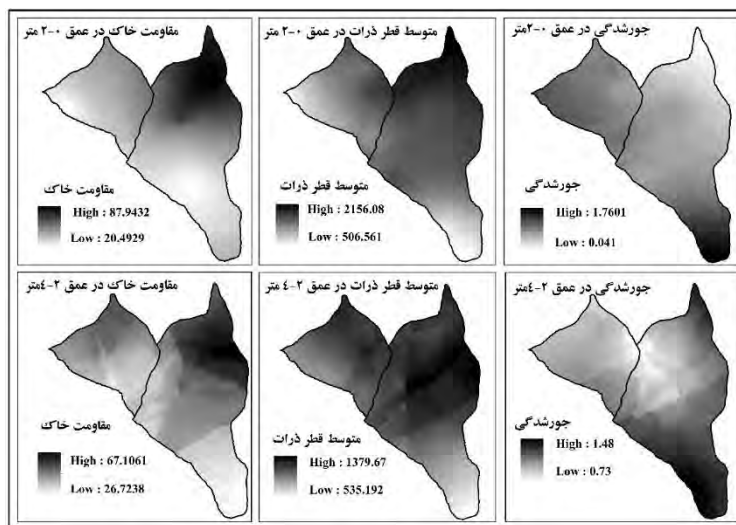 مقاومت خاک در عمق ۰-۲ متر
مقاومت خاک
High : 87.9432
Low : 20.4929
متوسط قطر ذرات در عمق ۰-۲ متر
متوسط قطر ذرات
High : 2156.08
Low : 506.561
جورشدگی در عمق ۰-۲متر
جورشدگی
High : 1.7601
Low : 0.041
مقاومت خاک در عمق ۲-٤متر
مقاومت خاک
High : 67.1061
Low : 26.7238
متوسط قطر ذرات در عمق ۲-٤ متر
متوسط قطر ذرات
High : 1379.67
Low : 535.192
جورشدگی در عمق ۲-٤متر
جورشدگی
High : 1.48
Low : 0.73